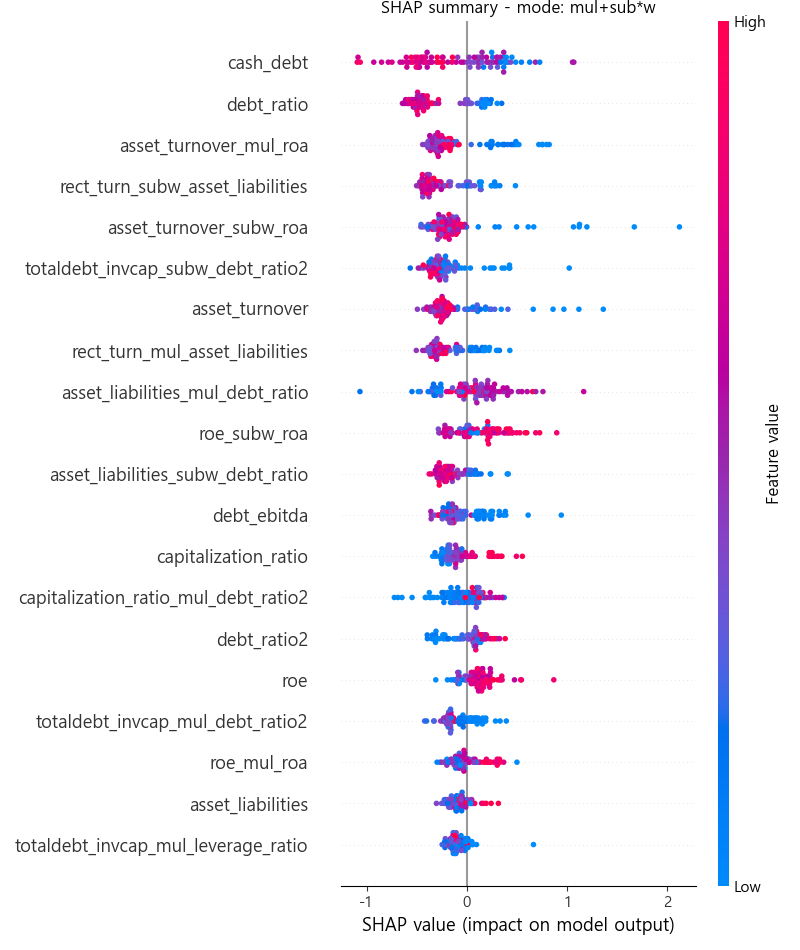 SHAP summary - mode: mul+sub*w
High
cash_debt
debt_ratio
asset_turnover_mul_roa
rect_turn_subw_asset_liabilities
asset_turnover_subw_roa
totaldebt_invcap_subw_debt_ratio2
asset_turnover
rect_turn_mul_asset_liabilities
asset_liabilities_mul_debt_ratio
roe_subw_roa
asset_liabilities_subw_debt_ratio
debt_ebitda
capitalization_ratio
capitalization_ratio_mul_debt_ratio2
debt_ratio2
roe
totaldebt_invcap_mul_debt_ratio2
roe_mul_roa
asset_liabilities
totaldebt_invcap_mul_leverage_ratio
Feature value
Low
-1 0 1 2
SHAP value (impact on model output)